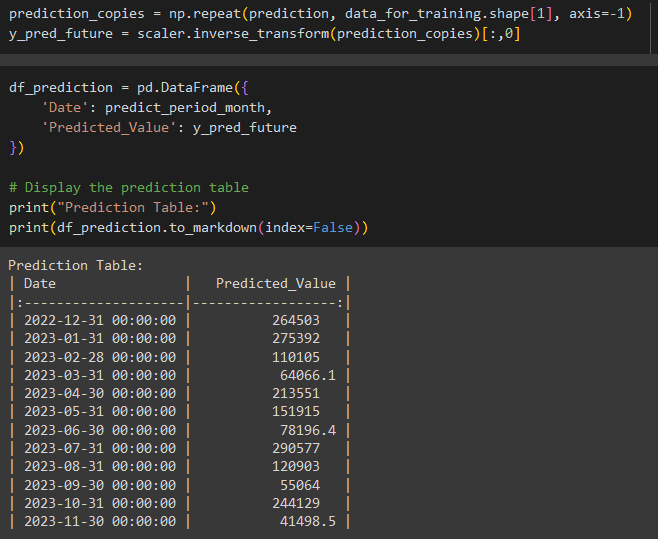 prediction_copies = np.repeat(prediction, data_for_training.shape[1], axis=-1)
y_pred_future = scaler.inverse_transform(prediction_copies)[:,0]
df_prediction = pd.DataFrame({
    'Date': predict_period_month,
    'Predicted_Value': y_pred_future
})
# Display the prediction table
print("Prediction Table:")
print(df_prediction.to_markdown(index=False))
Prediction Table:
| Date                |   Predicted_Value |
|:--------------------|------------------:|
| 2022-12-31 00:00:00 |          264503   |
| 2023-01-31 00:00:00 |          275392   |
| 2023-02-28 00:00:00 |          110105   |
| 2023-03-31 00:00:00 |           64066.1 |
| 2023-04-30 00:00:00 |          213551   |
| 2023-05-31 00:00:00 |          151915   |
| 2023-06-30 00:00:00 |           78196.4 |
| 2023-07-31 00:00:00 |          290577   |
| 2023-08-31 00:00:00 |          120903   |
| 2023-09-30 00:00:00 |           55064   |
| 2023-10-31 00:00:00 |          244129   |
| 2023-11-30 00:00:00 |           41498.5 |